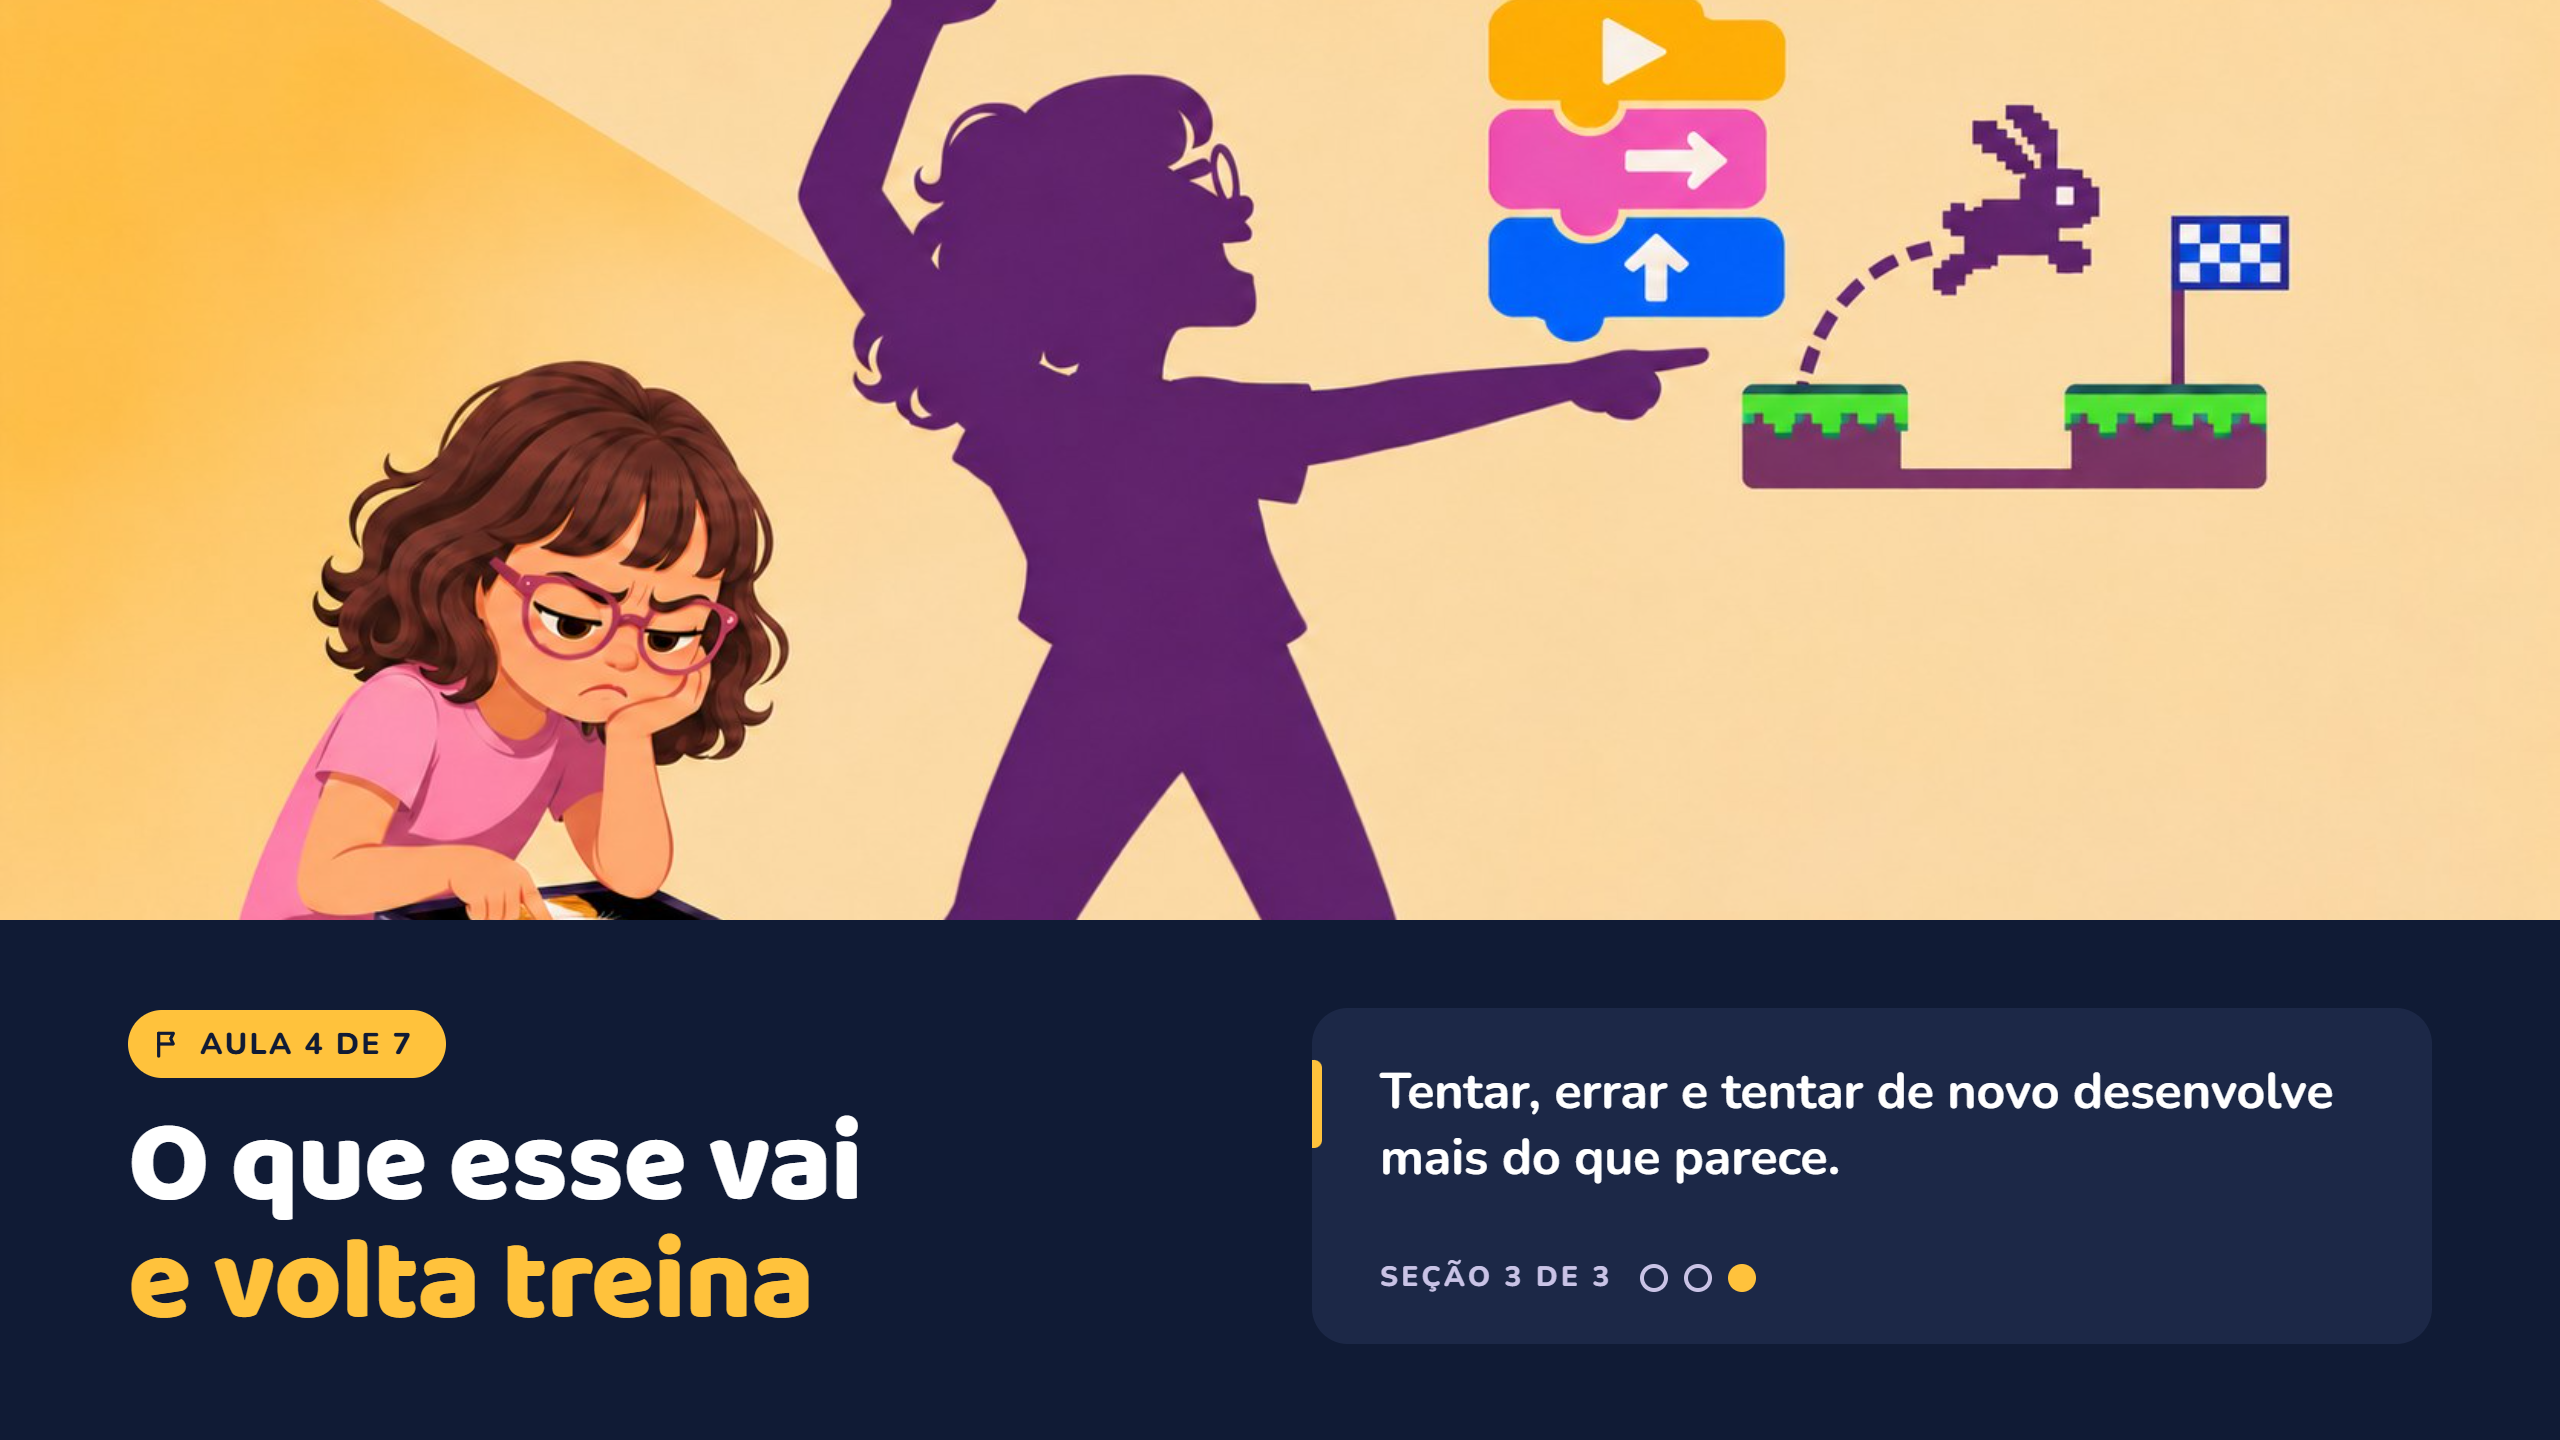 AULA 4 DE 7
O que esse vai
e volta treina
Tentar, errar e tentar de novo desenvolve
mais do que parece.
SEÇÃO 3 DE 3